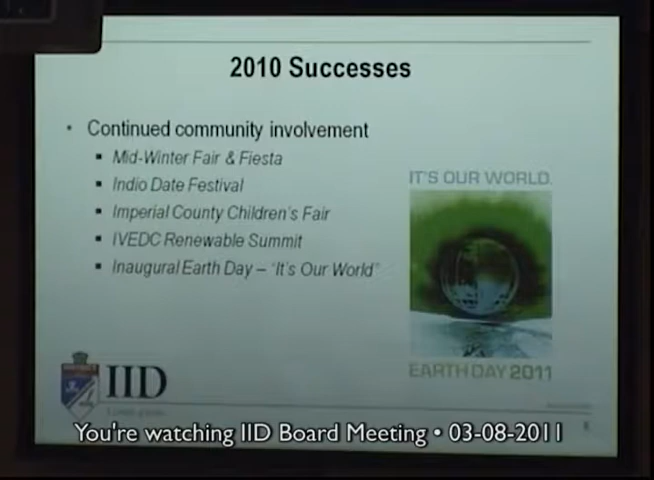 2010 Successes
• Continued community involvement
▪ Mid-Winter Fair & Fiesta
▪ Indio Date Festival
▪ Imperial County Children's Fair
▪ IVEDC Renewable Summit
▪ Inaugural Earth Day – "It's Our World"
IT'S OUR WORLD.
EARTH DAY 2011
IID
You're watching IID Board Meeting • 03-08-2011